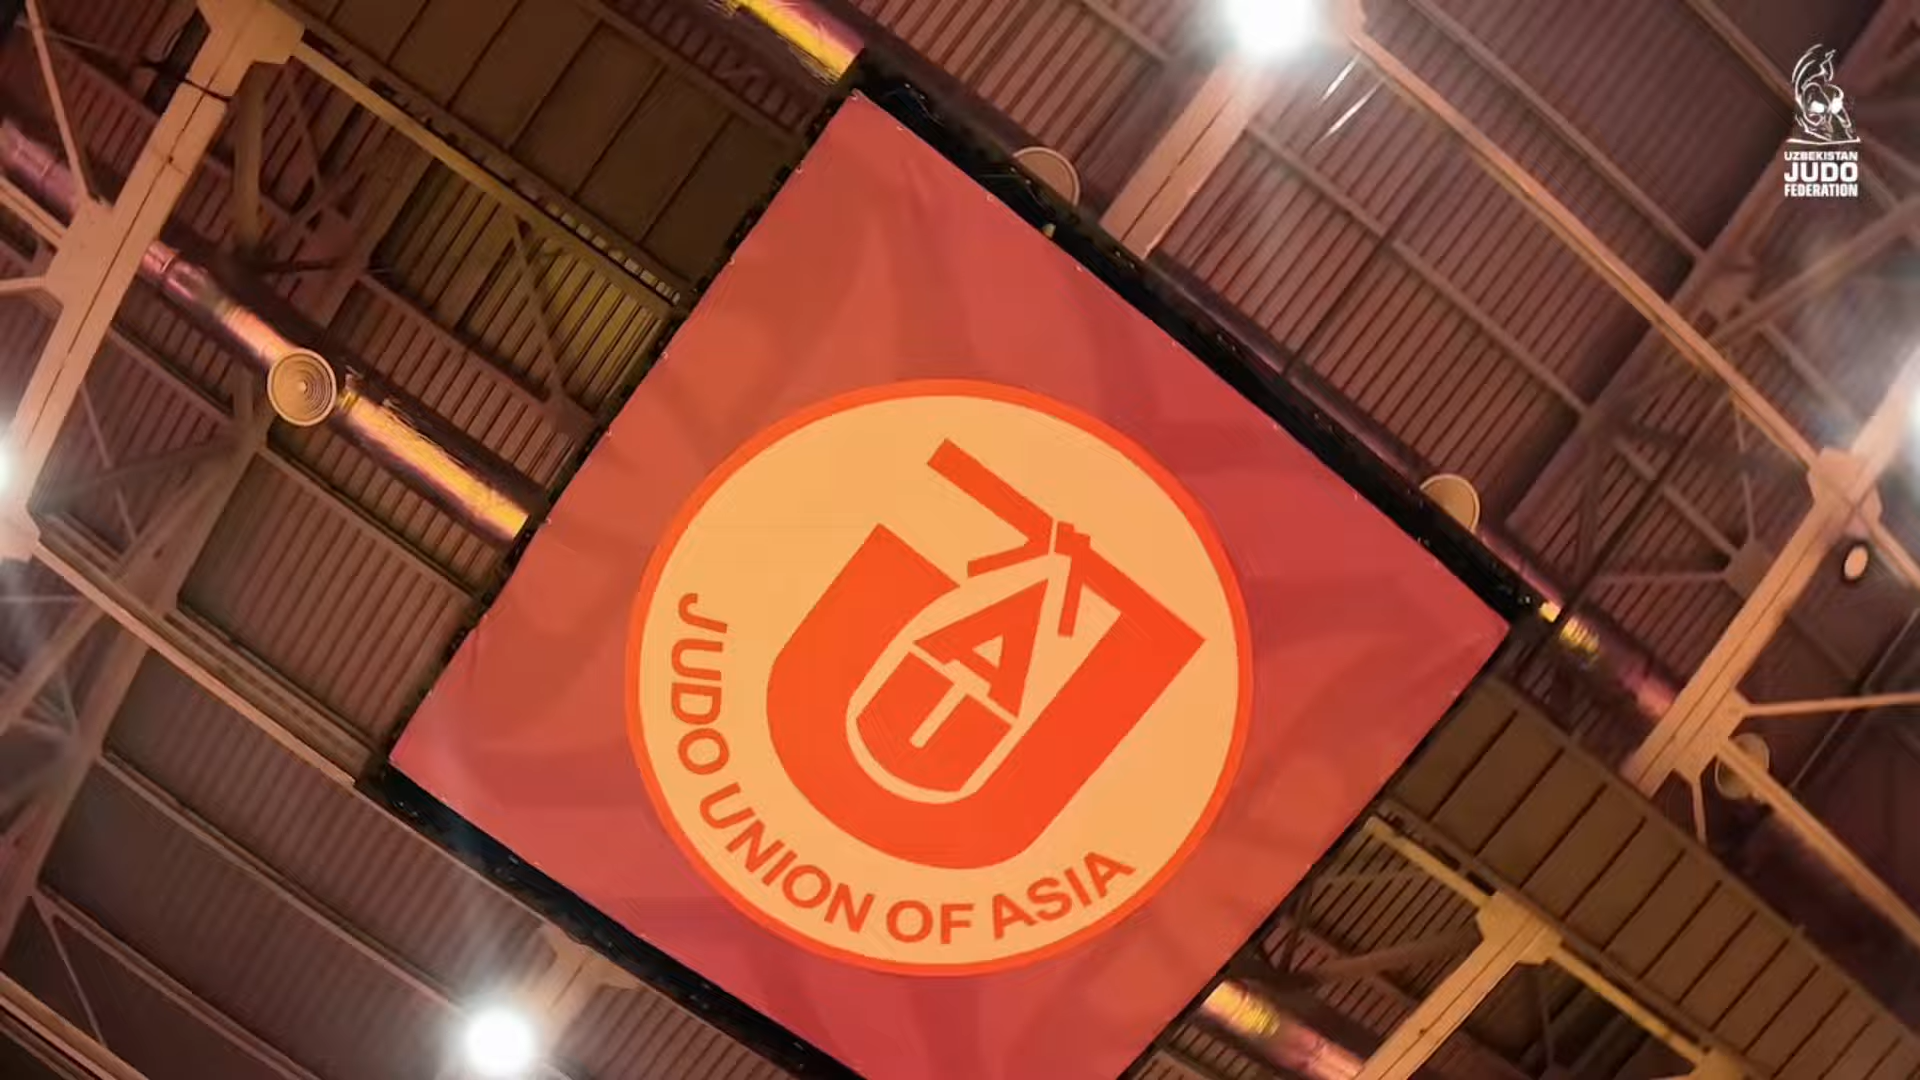 UZBEKISTAN
JUDO
FEDERATION
JUDO UNION OF ASIA